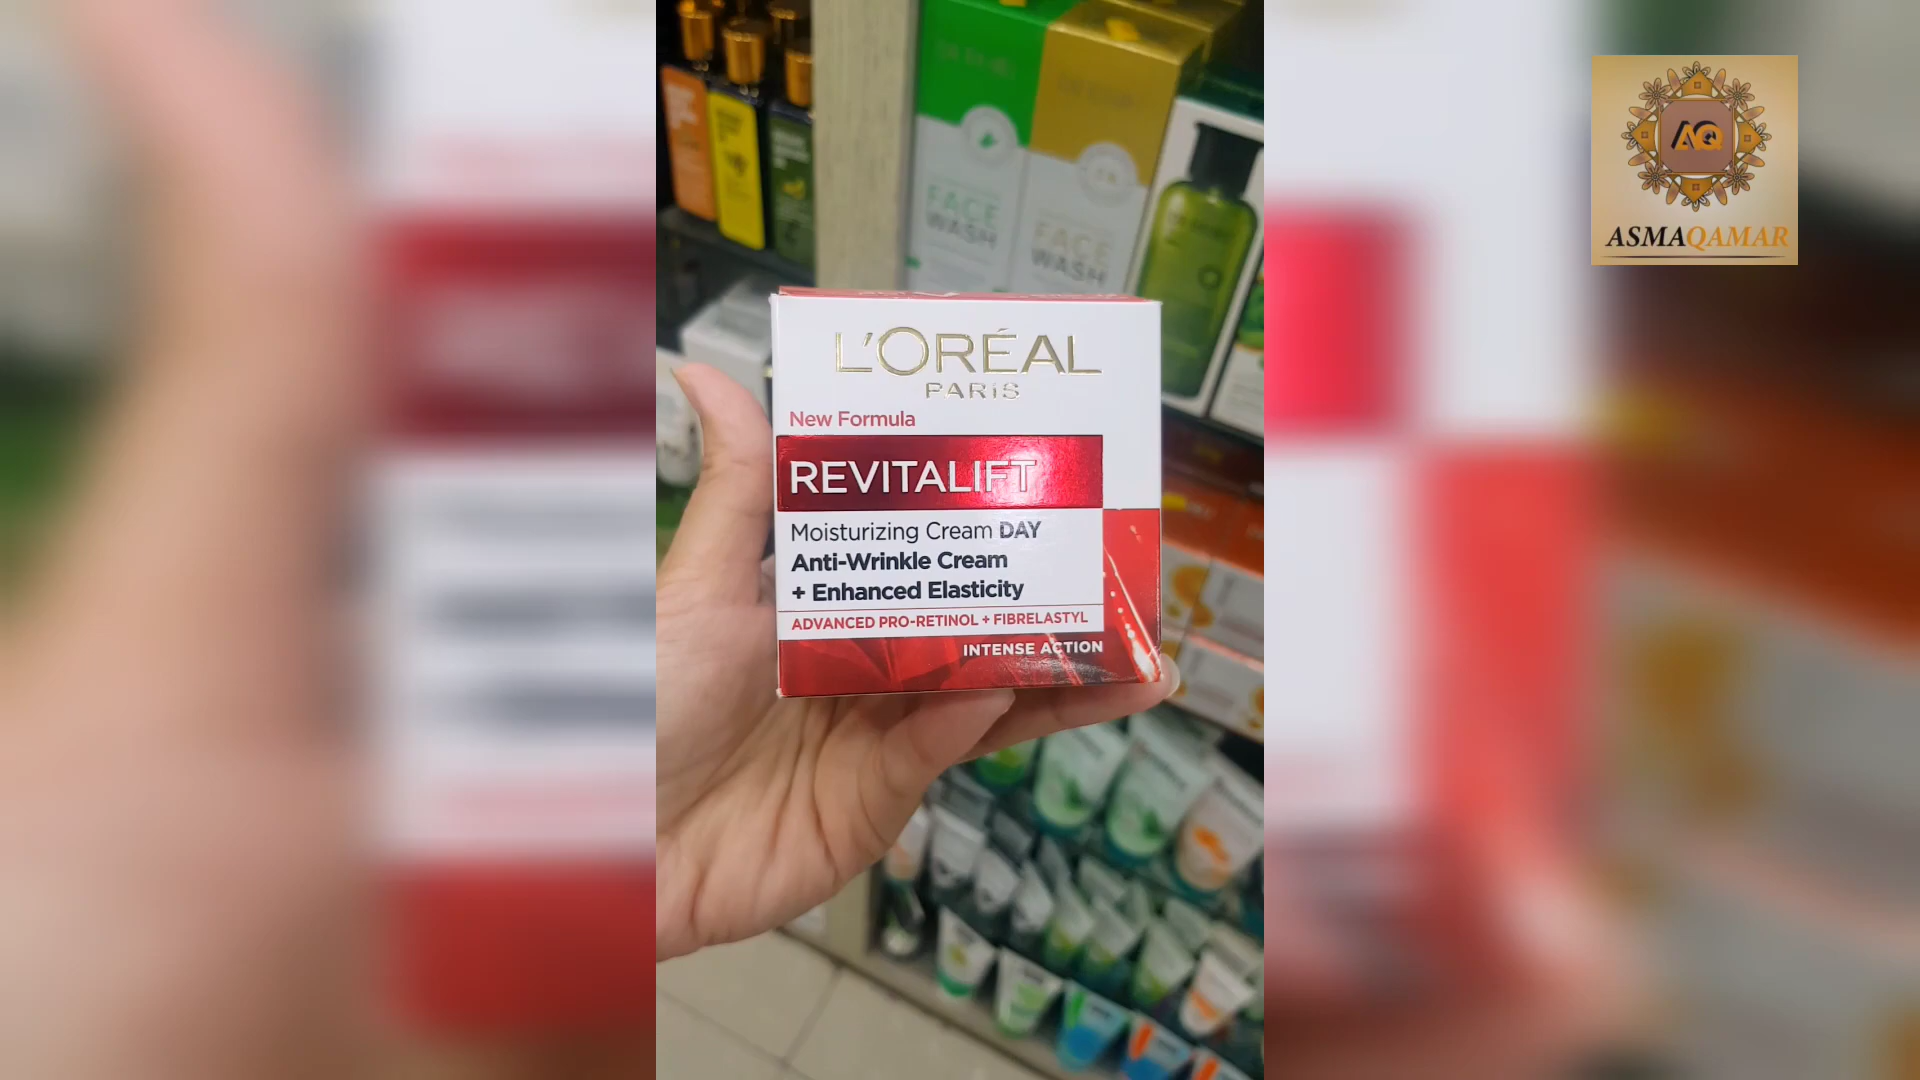 L'ORÉAL
PARIS
New Formula
REVITALIFT
Moisturizing Cream DAY
Anti-Wrinkle Cream
+ Enhanced Elasticity
ADVANCED PRO-RETINOL + FIBRELASTYL
INTENSE ACTION
FACE
WASH
FACE
WASH
AQ
ASMAQAMAR